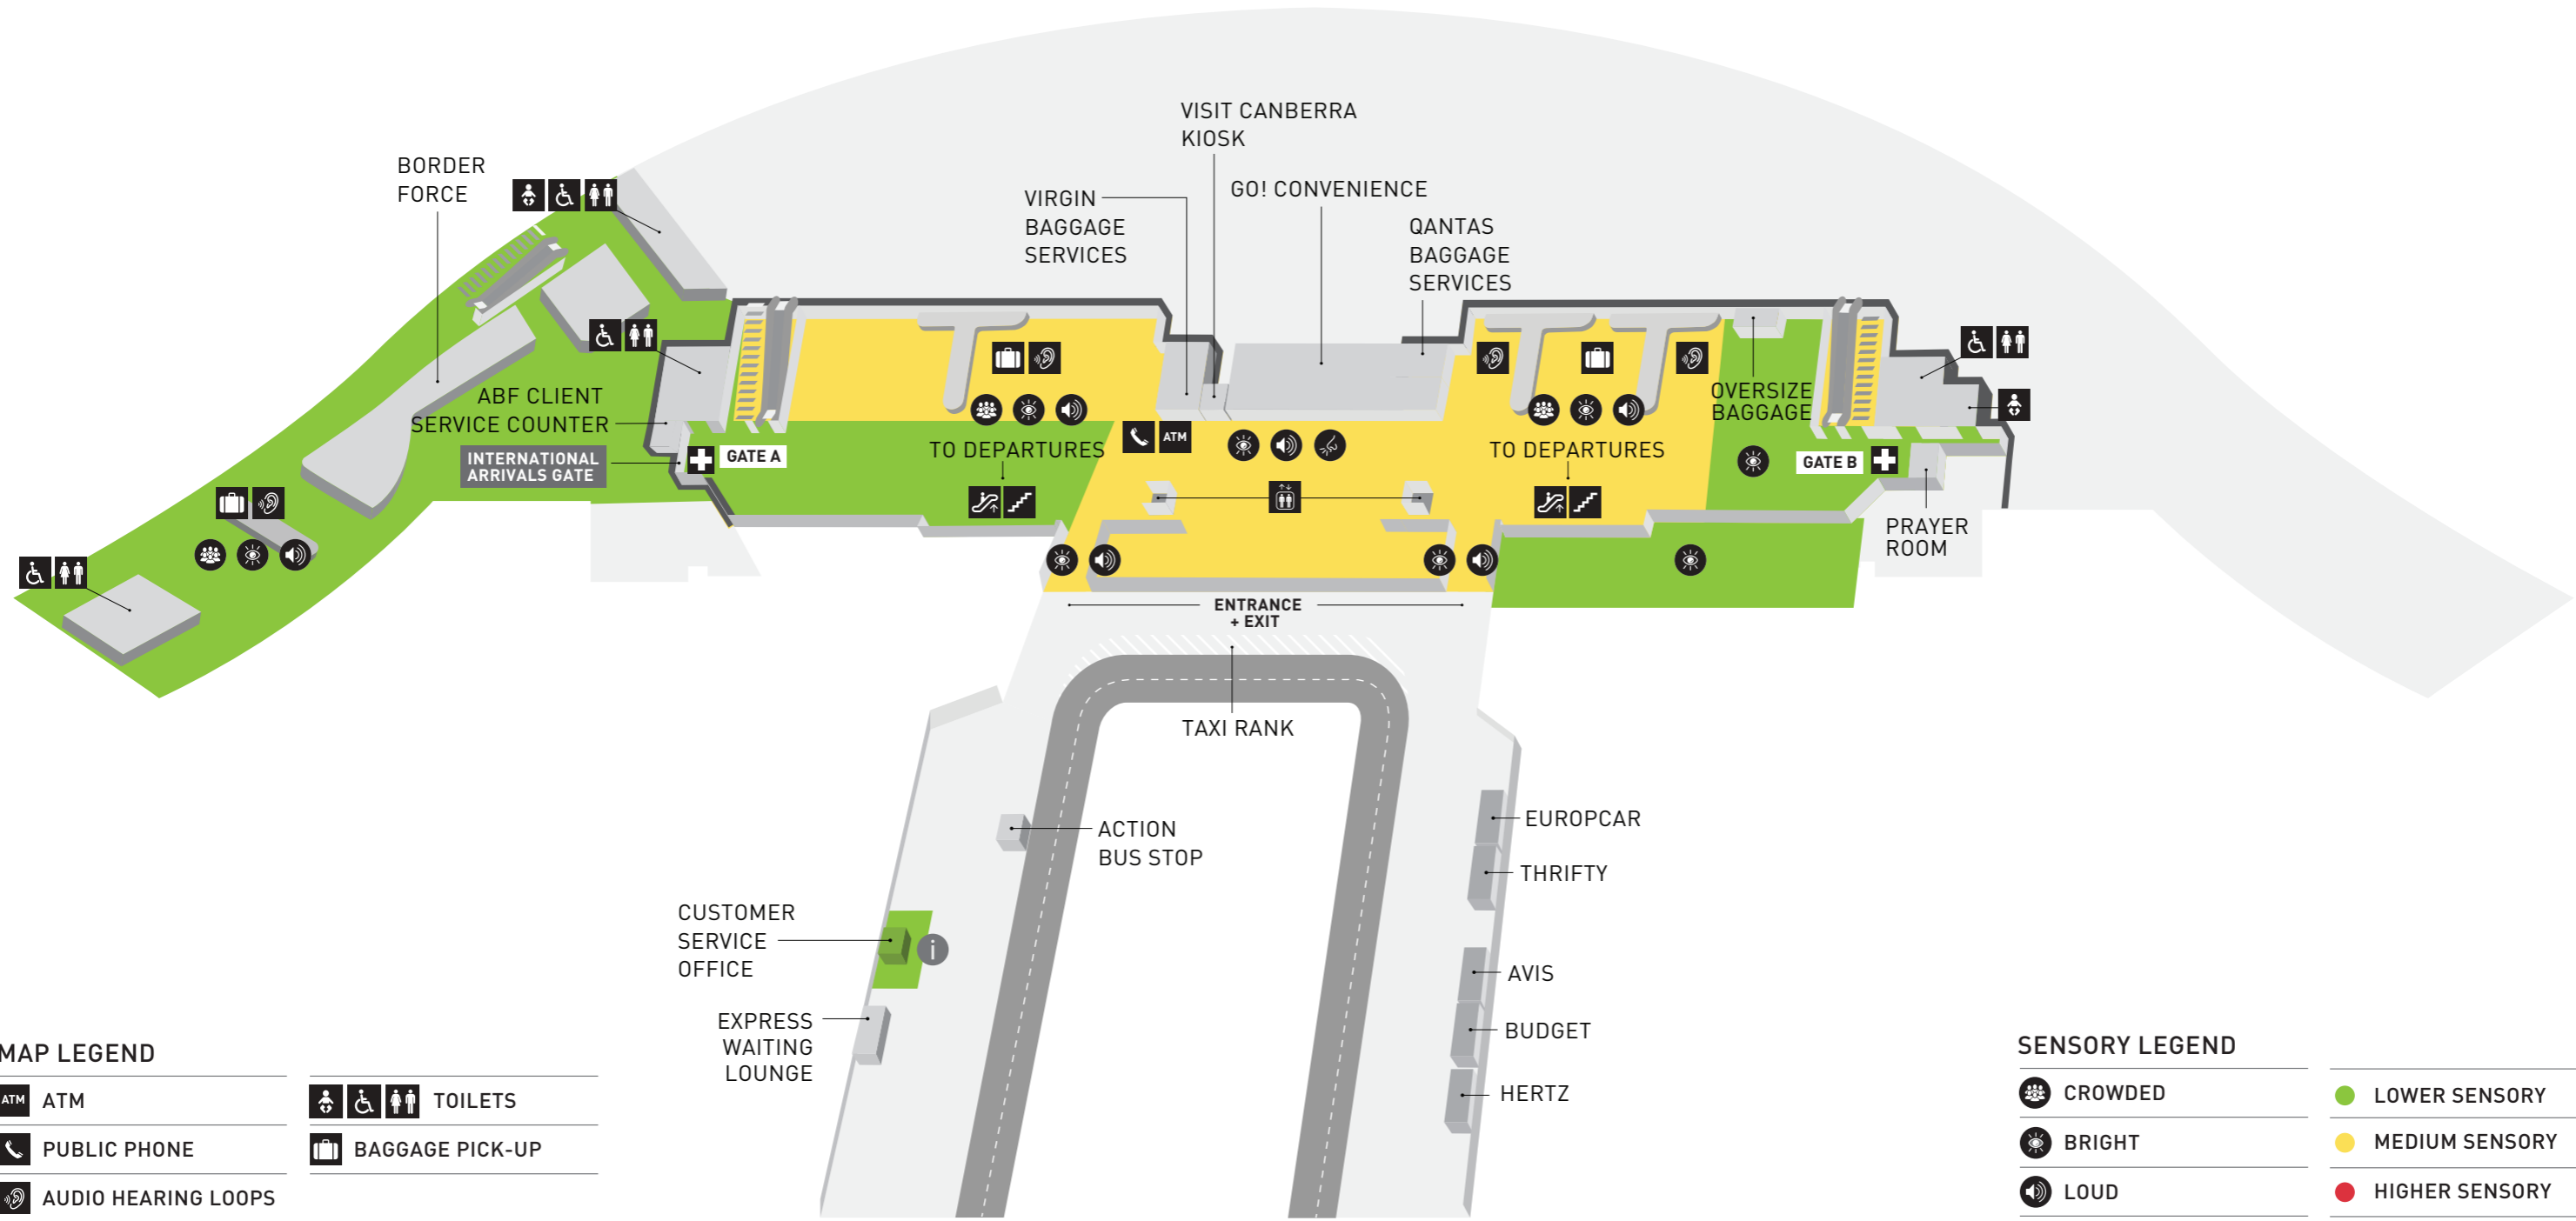 VISIT CANBERRA
KIOSK
BORDER
FORCE
VIRGIN
BAGGAGE
SERVICES
GO! CONVENIENCE
QANTAS
BAGGAGE
SERVICES
ABF CLIENT
SERVICE COUNTER
INTERNATIONAL
ARRIVALS GATE
GATE A
TO DEPARTURES
ATM
TO DEPARTURES
OVERSIZE
BAGGAGE
GATE B
PRAYER
ROOM
ENTRANCE
+ EXIT
TAXI RANK
ACTION
BUS STOP
EUROPCAR
THRIFTY
CUSTOMER
SERVICE
OFFICE
i
AVIS
EXPRESS
WAITING
LOUNGE
BUDGET
HERTZ
MAP LEGEND
ATM ATM
PUBLIC PHONE
AUDIO HEARING LOOPS
TOILETS
BAGGAGE PICK-UP
SENSORY LEGEND
CROWDED
BRIGHT
LOUD
LOWER SENSORY
MEDIUM SENSORY
HIGHER SENSORY